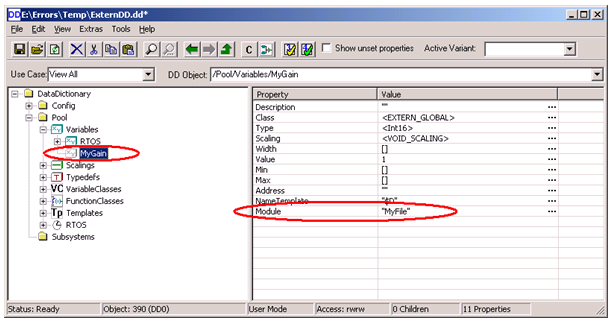 DD E:\Errors\Temp\ExternDD.dd*
File Edit View Extras Tools Help
C Show unset properties Active Variant:
Use Case: View All DD Object: /Pool/Variables/MyGain
DataDictionary
Config
Pool
Variables
RTOS
MyGain
Scalings
T Typedefs
VC VariableClasses
FunctionClasses
Tp Templates
RTOS
Subsystems
Property Value
Description "" ...
Class <EXTERN_GLOBAL> ...
Type <Int16> ...
Scaling <VOID_SCALING> ...
Width [] ...
Value 1 ...
Min [] ...
Max [] ...
Address "" ...
NameTemplate "$D" ...
Module "MyFile" ...
Status: Ready Object: 390 (DD0) User Mode Access: rwrw 0 Children 11 Properties